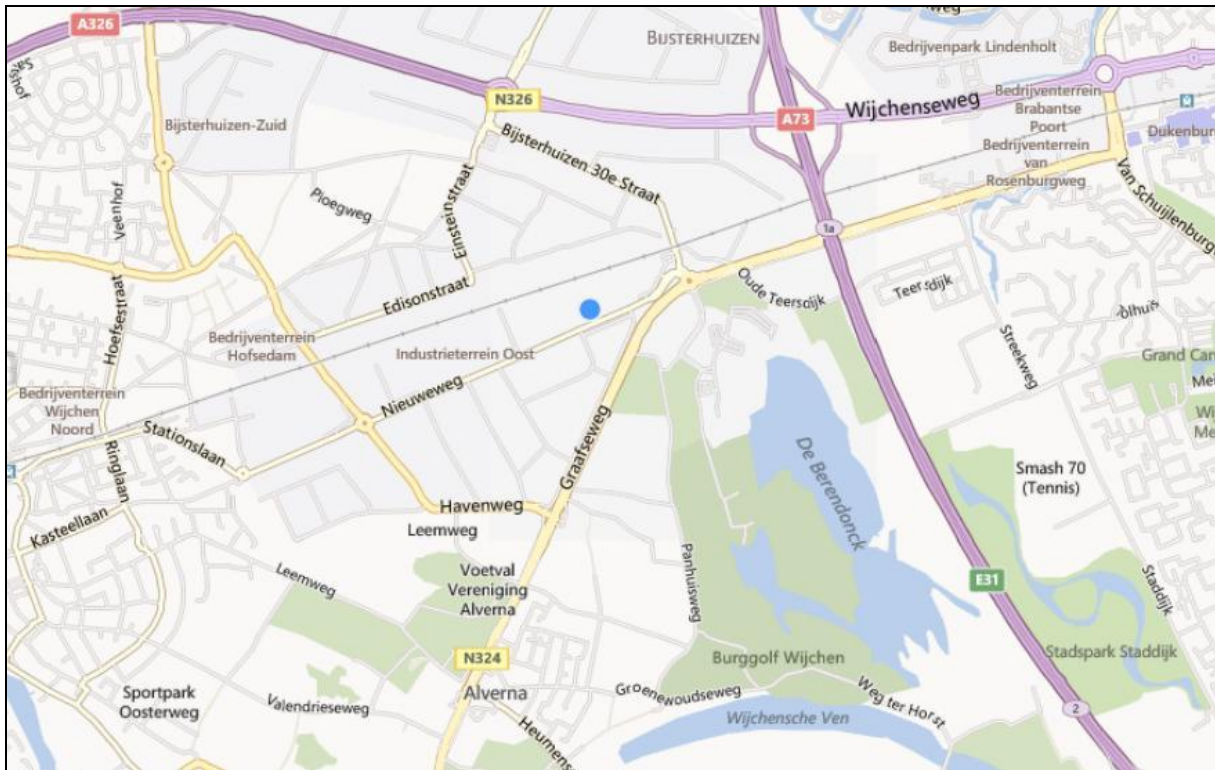 A326
BIJSTERHUIZEN
Bedrijvenpark Lindenholt
N326
Wijchenseweg
A73
Bedrijventerrein
Brabantse
Poort
Bedrijventerrein
van
Rosenburgweg
Dukenbur
Bijsterhuizen-Zuid
Bijsterhuizen 30e Straat
Van Schuijlenburg
Ploegweg
Einsteinstraat
Veenhof
1a
Hoefsestraat
Edisonstraat
Oude Teersdijk
Teersdijk
olhuis
Bedrijventerrein
Hofsedam
Industrieterrein Oost
Streekweg
Grand Can
Nieuweweg
Bedrijventerrein
Wijchen
Noord
Stationslaan
Ringlaan
Graafseweg
De Berendonck
Smash 70
(Tennis)
Kasteellaan
Havenweg
Leemweg
Leemweg
Voetval
Vereniging
Alverna
Panhuisweg
E31
Staddijk
N324
Burggolf Wijchen
Stadspark Staddijk
Sportpark
Oosterweg
Alverna
Groenewoudseweg
Weg ter Horst
Valendrieseweg
Wijchensche Ven
2
Heumens